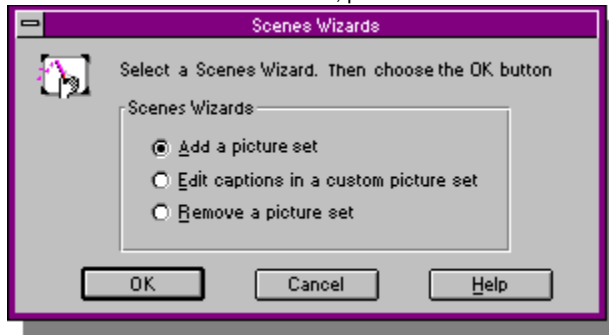 Scenes Wizards
Select a Scenes Wizard. Then choose the OK button
Scenes Wizards
Add a picture set
Edit captions in a custom picture set
Remove a picture set
OK Cancel Help